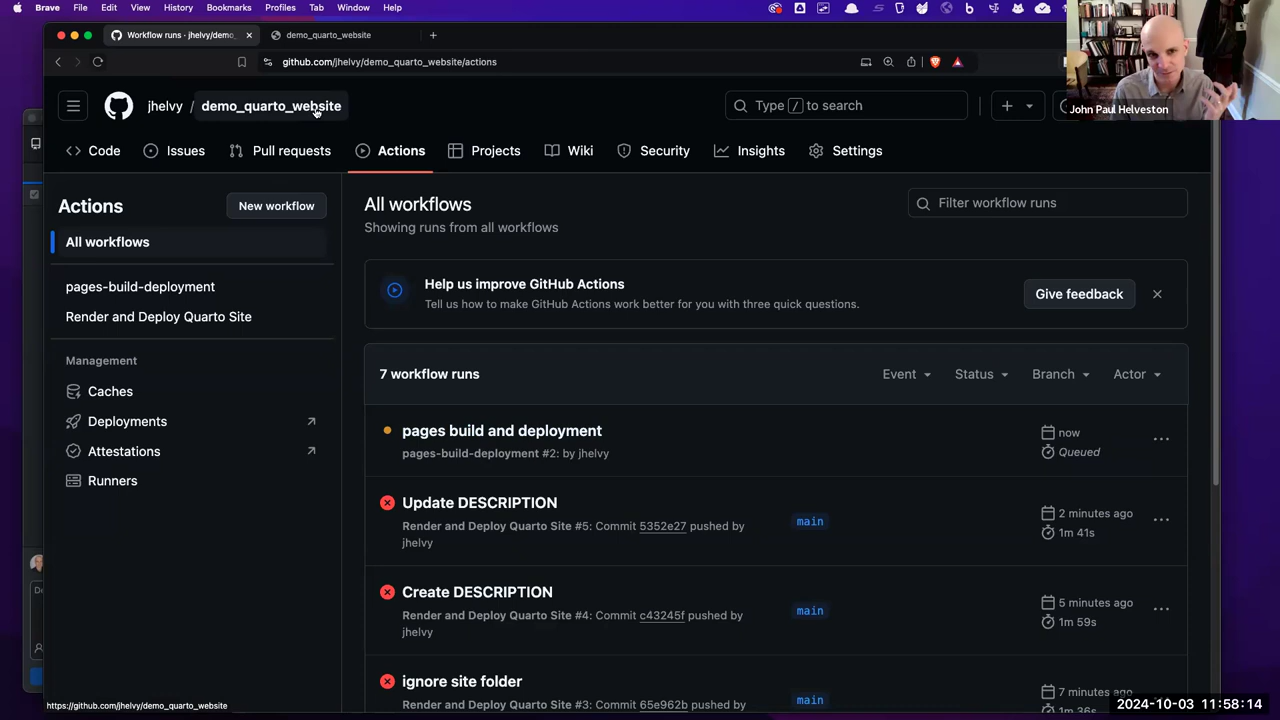 Brave File Edit View History Bookmarks Profiles Tab Window Help
Workflow runs · jhelvy/demo_ demo_quarto_website
github.com/jhelvy/demo_quarto_website/actions
John Paul Helveston
jhelvy / demo_quarto_website
Type / to search
Code Issues Pull requests Actions Projects Wiki Security Insights Settings
Actions
New workflow
All workflows
pages-build-deployment
Render and Deploy Quarto Site
Management
Caches
Deployments
Attestations
Runners
All workflows
Showing runs from all workflows
Filter workflow runs
Help us improve GitHub Actions
Tell us how to make GitHub Actions work better for you with three quick questions.
Give feedback
7 workflow runs
Event Status Branch Actor
pages build and deployment
pages-build-deployment #2: by jhelvy
now
Queued
Update DESCRIPTION
Render and Deploy Quarto Site #5: Commit 5352e27 pushed by
jhelvy
main
2 minutes ago
1m 41s
Create DESCRIPTION
Render and Deploy Quarto Site #4: Commit c43245f pushed by
jhelvy
main
5 minutes ago
1m 59s
ignore site folder
Render and Deploy Quarto Site #3: Commit 65e962b pushed by
main
7 minutes ago
1m 36s
https://github.com/jhelvy/demo_quarto_website
2024-10-03 11:58:14